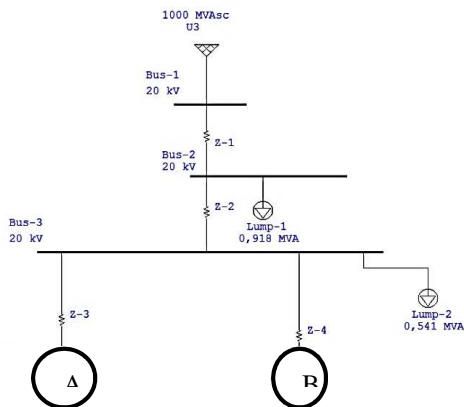 1000 MVAsc
U3
Bus-1
20 kV
Z-1
Bus-2
20 kV
Z-2
Lump-1
0,918 MVA
Bus-3
20 kV
Z-3
Z-4
Lump-2
0,541 MVA
A
B